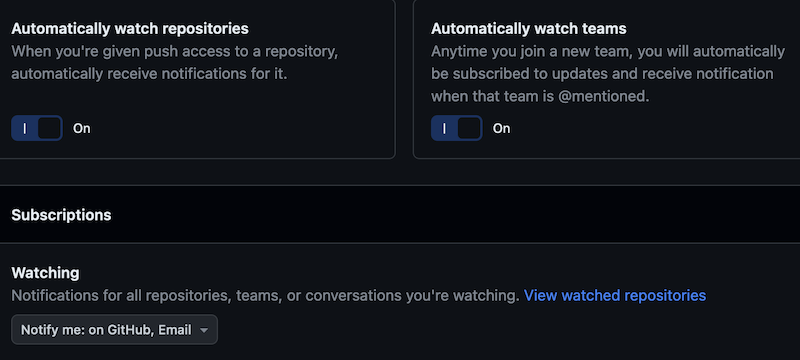 Automatically watch repositories
When you're given push access to a repository,
automatically receive notifications for it.
On
Automatically watch teams
Anytime you join a new team, you will automatically
be subscribed to updates and receive notification
when that team is @mentioned.
On
Subscriptions
Watching
Notifications for all repositories, teams, or conversations you're watching. View watched repositories
Notify me: on GitHub, Email